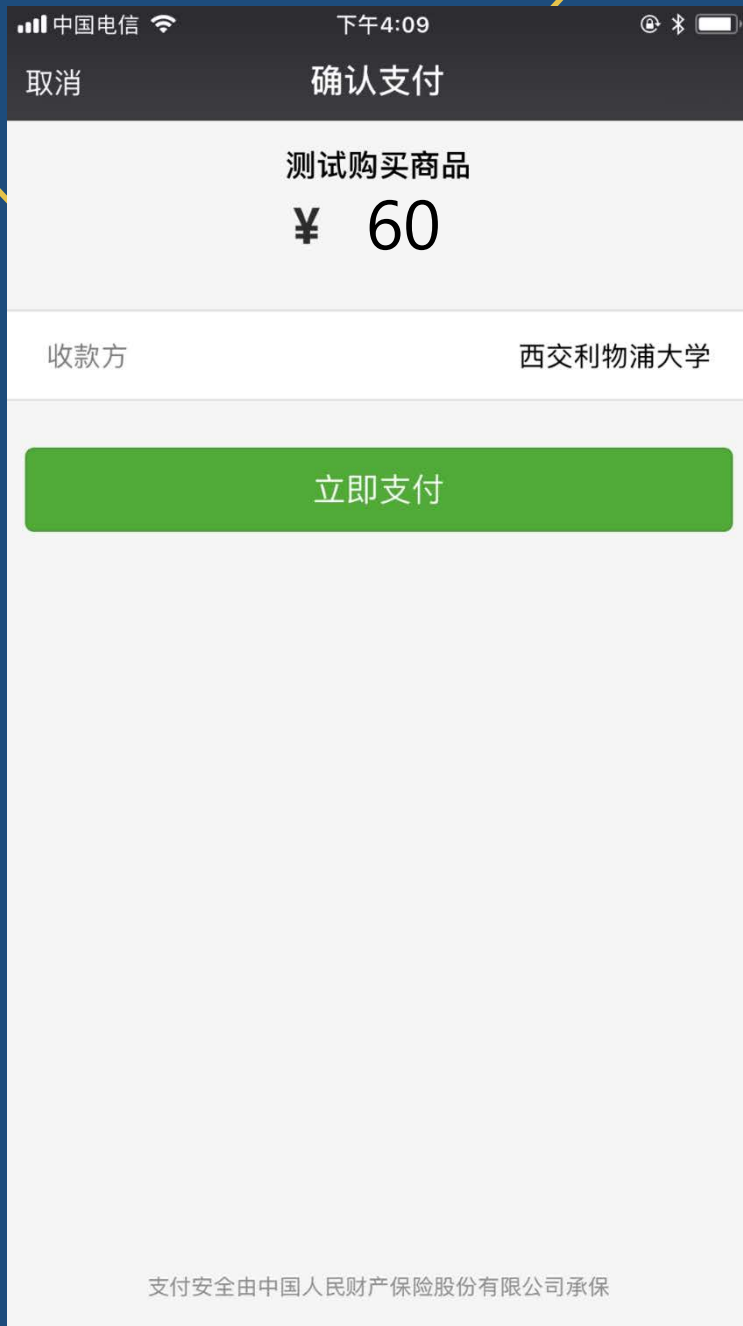 中国电信 下午4:09
取消 确认支付
测试购买商品
¥ 60
收款方 西交利物浦大学
立即支付
支付安全由中国人民财产保险股份有限公司承保